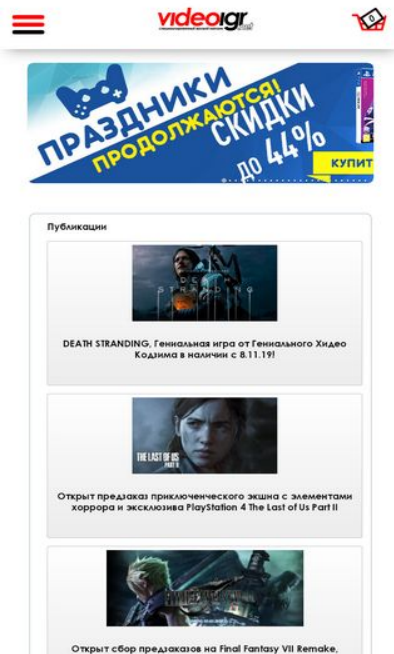 videoigr.net
0
ПРАЗДНИКИ
ПРОДОЛЖАЮТСЯ!
СКИДКИ
ДО 44%
КУПИТ
Публикации
DEATH STRANDING
DEATH STRANDING, Гениальная игра от Гениального Хидео
Кодзима в наличии с 8.11.19!
THE LAST OF US
PART II
Открыт предзаказ приключенческого экшна с элементами
хоррора и эксклюзива PlayStation 4 The Last of Us Part II
Открыт сбор предзаказов на Final Fantasy VII Remake,